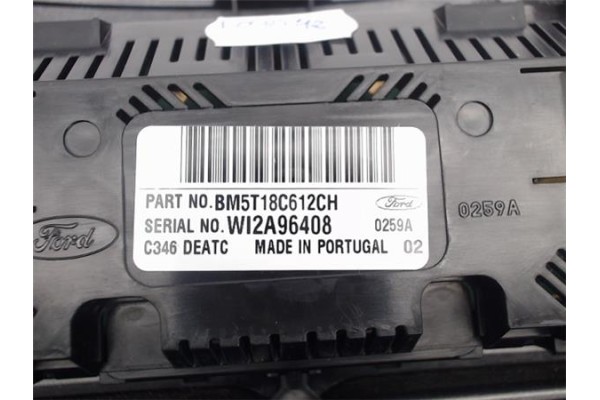 PART NO. BM5T18C612CH Ford
SERIAL NO. WI2A96408 0259A
C346 DEATC MADE IN PORTUGAL 02
0259A
Ford